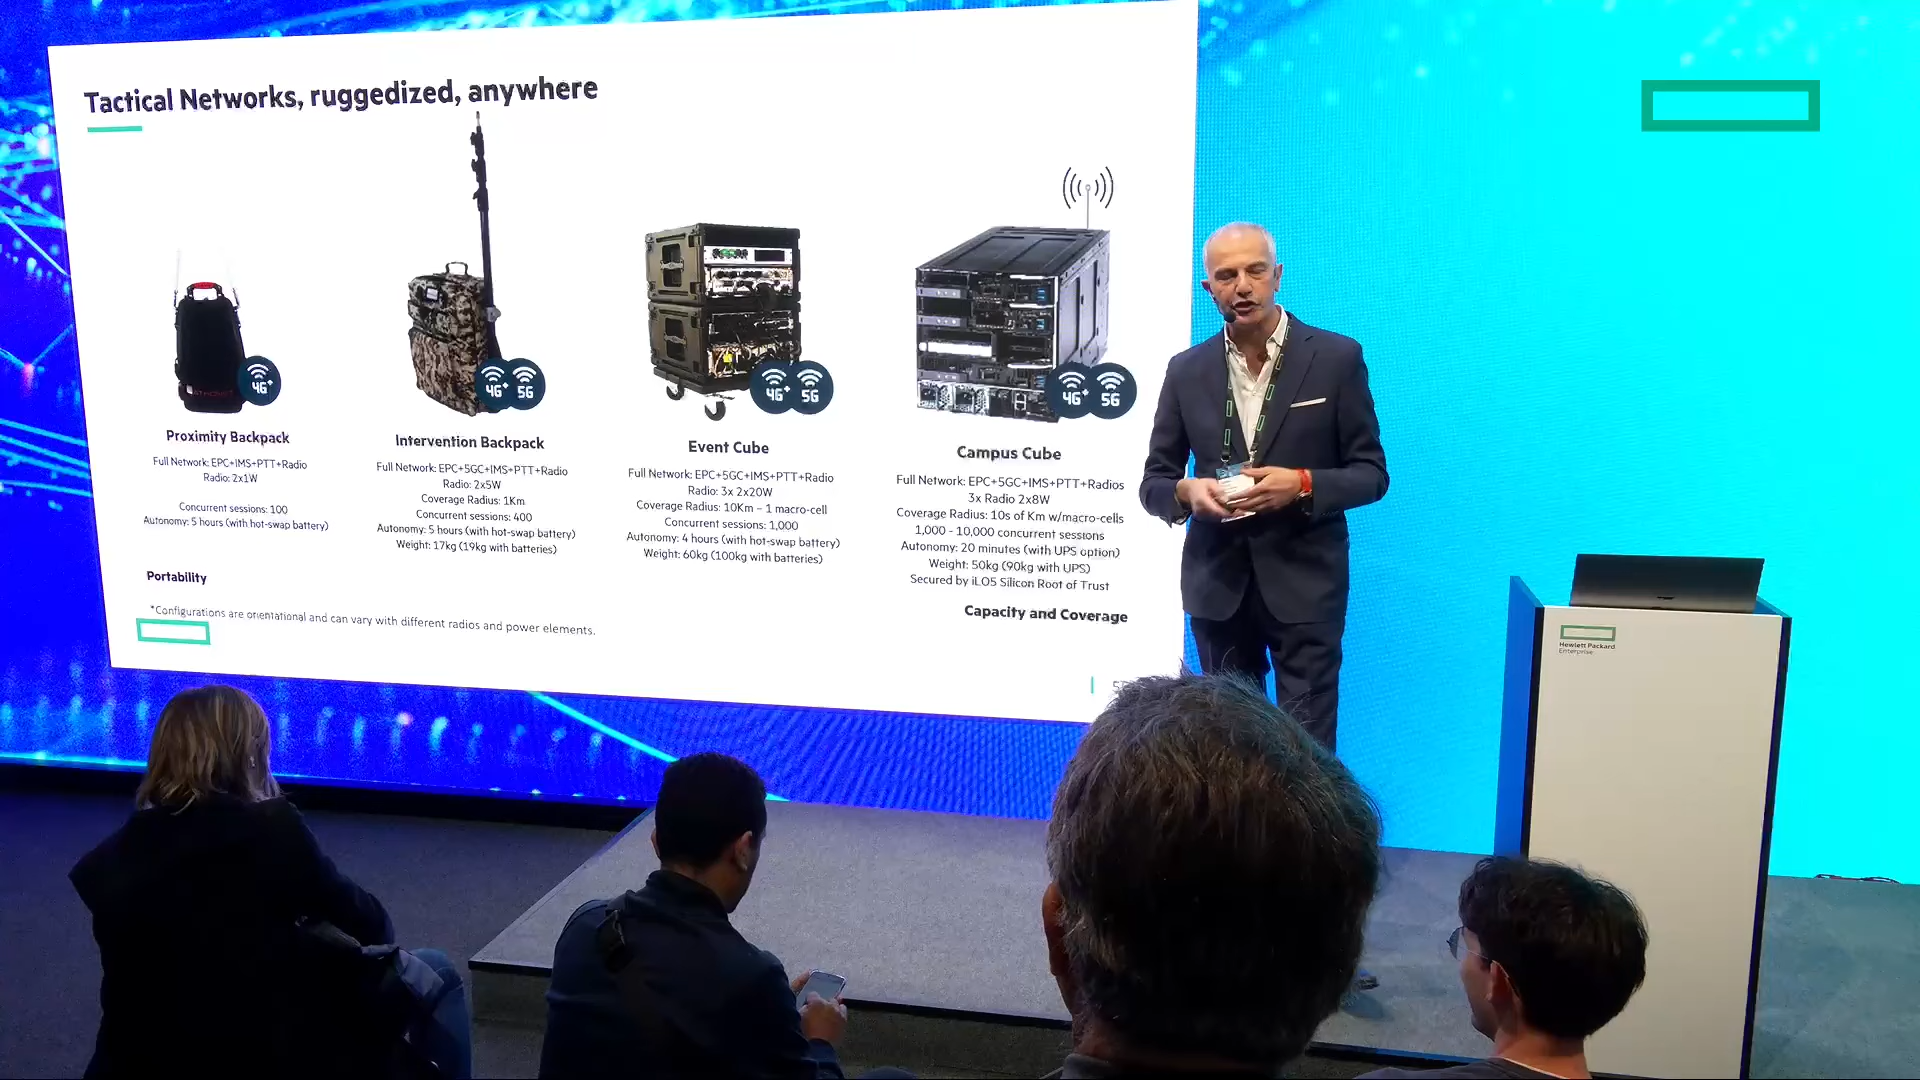 Tactical Networks, ruggedized, anywhere
4G+
4G+ 5G
4G+ 5G
4G+ 5G
Proximity Backpack
Full Network: EPC+IMS+PTT+Radio
Radio: 2x1W
Concurrent sessions: 100
Autonomy: 5 hours (with hot-swap battery)
Intervention Backpack
Full Network: EPC+5GC+IMS+PTT+Radio
Radio: 2x5W
Coverage Radius: 1Km
Concurrent sessions: 400
Autonomy: 5 hours (with hot-swap battery)
Weight: 17kg (19kg with batteries)
Event Cube
Full Network: EPC+5GC+IMS+PTT+Radio
Radio: 3x 2x20W
Coverage Radius: 10Km – 1 macro-cell
Concurrent sessions: 1,000
Autonomy: 4 hours (with hot-swap battery)
Weight: 60kg (100kg with batteries)
Campus Cube
Full Network: EPC+5GC+IMS+PTT+Radios
3x Radio 2x8W
Coverage Radius: 10s of Km w/macro-cells
1,000 - 10,000 concurrent sessions
Autonomy: 20 minutes (with UPS option)
Weight: 50kg (90kg with UPS)
Secured by iLO5 Silicon Root of Trust
Portability
Capacity and Coverage
*Configurations are orientational and can vary with different radios and power elements.
Hewlett Packard
Enterprise